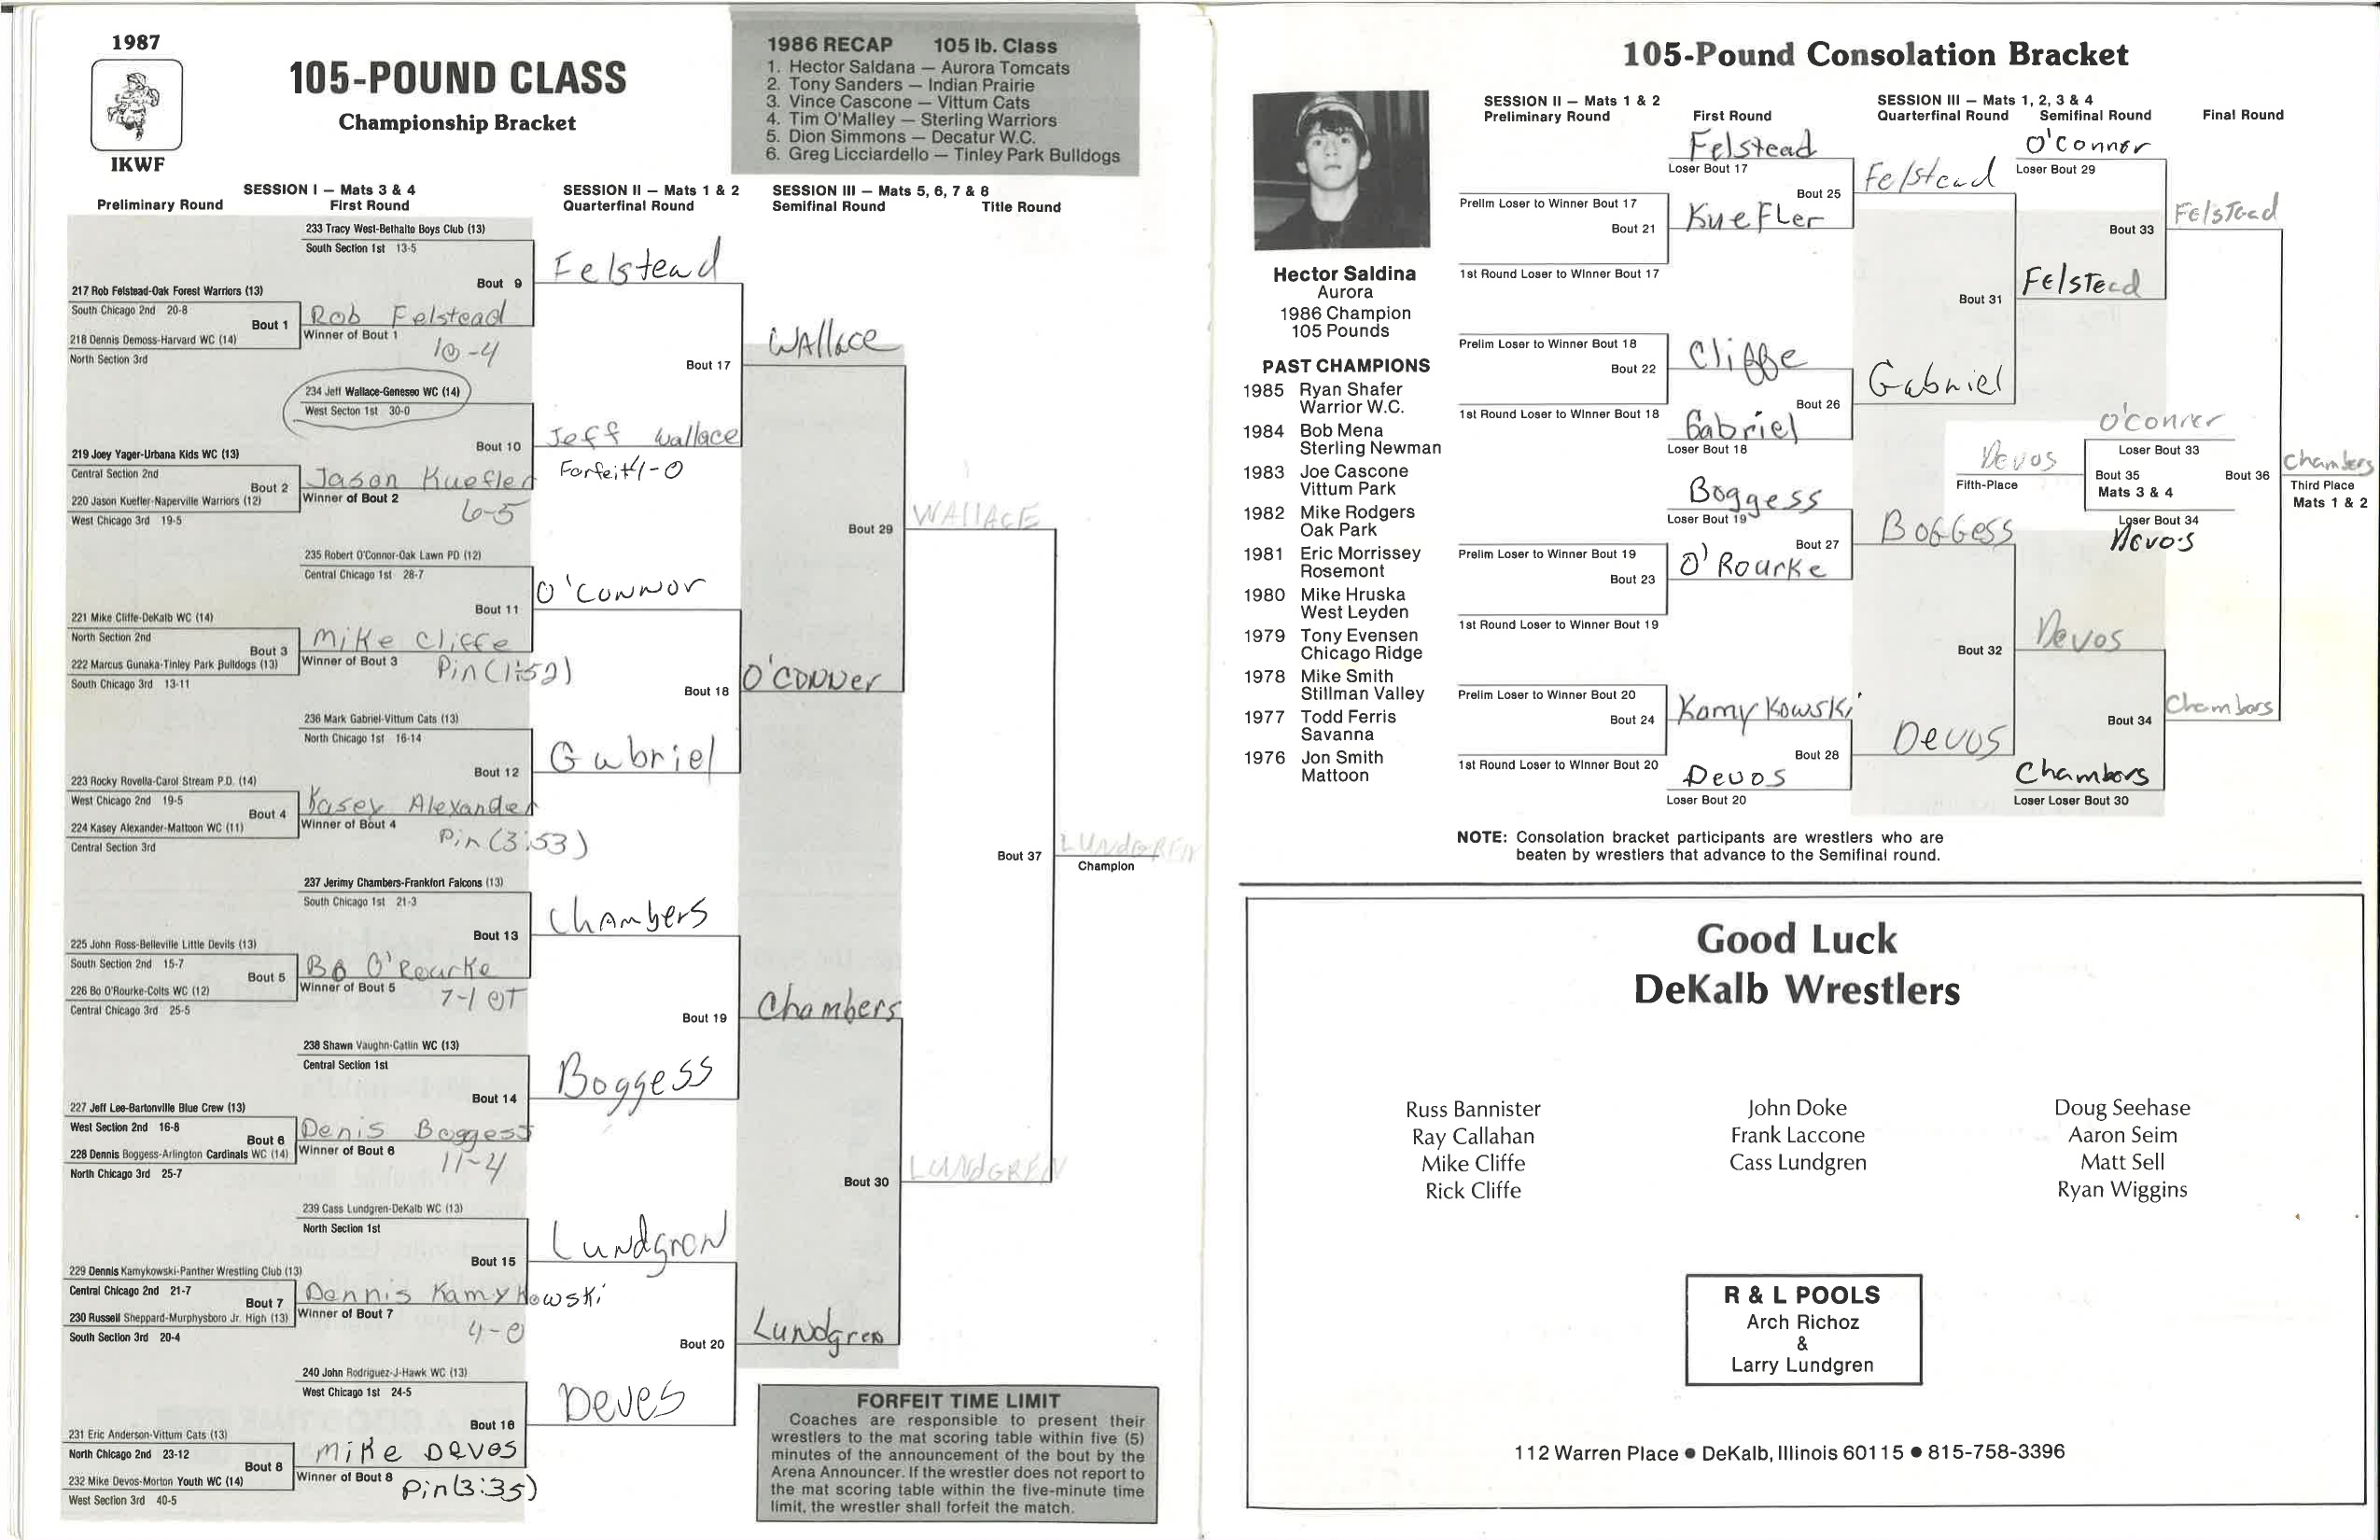 1987
IKWF
105-POUND CLASS
Championship Bracket
1986 RECAP 105 lb. Class
1. Hector Saldana — Aurora Tomcats
2. Tony Sanders — Indian Prairie
3. Vince Cascone — Vittum Cats
4. Tim O'Malley — Sterling Warriors
5. Dion Simmons — Decatur W.C.
6. Greg Licciardello — Tinley Park Bulldogs
SESSION I — Mats 3 & 4
Preliminary Round First Round
SESSION II — Mats 1 & 2
Quarterfinal Round
SESSION III — Mats 5, 6, 7 & 8
Semifinal Round Title Round
233 Tracy West-Bethalto Boys Club (13)
South Section 1st 13-5
Bout 9
217 Rob Felstead-Oak Forest Warriors (13)
South Chicago 2nd 20-8
Bout 1
218 Dennis Demoss-Harvard WC (14)
North Section 3rd
Rob Felstead
Winner of Bout 1
10-4
234 Jeff Wallace-Geneseo WC (14)
West Secton 1st 30-0
Bout 10
219 Joey Yager-Urbana Kids WC (13)
Central Section 2nd
Bout 2
220 Jason Kuefler-Naperville Warriors (12)
West Chicago 3rd 19-5
Jason Kuefler
Winner of Bout 2
6-5
235 Robert O'Connor-Oak Lawn PD (12)
Central Chicago 1st 28-7
Bout 11
221 Mike Cliffe-DeKalb WC (14)
North Section 2nd
Bout 3
222 Marcus Gunaka-Tinley Park Bulldogs (13)
South Chicago 3rd 13-11
Mike Cliffe
Winner of Bout 3
Pin (1:52)
236 Mark Gabriel-Vittum Cats (13)
North Chicago 1st 16-14
Bout 12
223 Rocky Rovella-Carol Stream P.D. (14)
West Chicago 2nd 19-5
Bout 4
224 Kasey Alexander-Mattoon WC (11)
Central Section 3rd
Kasey Alexander
Winner of Bout 4
Pin (3:53)
237 Jerimy Chambers-Frankfort Falcons (13)
South Chicago 1st 21-3
Bout 13
225 John Ross-Belleville Little Devils (13)
South Section 2nd 15-7
Bout 5
226 Bo O'Rourke-Colts WC (12)
Central Chicago 3rd 25-5
Bo O'Rourke
Winner of Bout 5
7-1 OT
238 Shawn Vaughn-Catlin WC (13)
Central Section 1st
Bout 14
227 Jeff Lee-Bartonville Blue Crew (13)
West Section 2nd 16-8
Bout 6
228 Dennis Boggess-Arlington Cardinals WC (14)
North Chicago 3rd 25-7
Denis Boggess
Winner of Bout 6
11-4
239 Cass Lundgren-DeKalb WC (13)
North Section 1st
Bout 15
229 Dennis Kamykowski-Panther Wrestling Club (13)
Central Chicago 2nd 21-7
Bout 7
230 Russell Sheppard-Murphysboro Jr. High (13)
South Section 3rd 20-4
Dennis Kamykowski
Winner of Bout 7
4-0
240 John Rodriguez-J-Hawk WC (13)
West Chicago 1st 24-5
Bout 16
231 Eric Anderson-Vittum Cats (13)
North Chicago 2nd 23-12
Bout 8
232 Mike Devos-Morton Youth WC (14)
West Section 3rd 40-5
Mike Devos
Winner of Bout 8
Pin (3:35)
Felstead
Bout 17
Jeff Wallace
Forfeit 1-0
O'Connor
Bout 18
Gabriel
Chambers
Bout 19
Boggess
Lundgren
Bout 20
Deves
Wallace
Bout 29
O'Conner
Chambers
Bout 30
Lundgren
WALLACE
Bout 37
LUNDGREN
LUNDGREN
Champion
FORFEIT TIME LIMIT
Coaches are responsible to present their
wrestlers to the mat scoring table within five (5)
minutes of the announcement of the bout by the
Arena Announcer. If the wrestler does not report to
the mat scoring table within the five-minute time
limit, the wrestler shall forfeit the match.
105-Pound Consolation Bracket
Hector Saldina
Aurora
1986 Champion
105 Pounds
PAST CHAMPIONS
1985 Ryan Shafer
Warrior W.C.
1984 Bob Mena
Sterling Newman
1983 Joe Cascone
Vittum Park
1982 Mike Rodgers
Oak Park
1981 Eric Morrissey
Rosemont
1980 Mike Hruska
West Leyden
1979 Tony Evensen
Chicago Ridge
1978 Mike Smith
Stillman Valley
1977 Todd Ferris
Savanna
1976 Jon Smith
Mattoon
SESSION II — Mats 1 & 2
Preliminary Round First Round
SESSION III — Mats 1, 2, 3 & 4
Quarterfinal Round Semifinal Round Final Round
Prelim Loser to Winner Bout 17
Bout 21
1st Round Loser to Winner Bout 17
Prelim Loser to Winner Bout 18
Bout 22
1st Round Loser to Winner Bout 18
Prelim Loser to Winner Bout 19
Bout 23
1st Round Loser to Winner Bout 19
Prelim Loser to Winner Bout 20
Bout 24
1st Round Loser to Winner Bout 20
Felstead
Loser Bout 17
Bout 25
Kuefler
Cliffe
Bout 26
Gabriel
Loser Bout 18
Boggess
Loser Bout 19
Bout 27
O'Rourke
Kamykowski
Bout 28
Devos
Loser Bout 20
Felstead
Bout 31
Gabriel
Boggess
Bout 32
Devos
O'Connor
Loser Bout 29
Bout 33
Felstead
Devos
Bout 34
Chambers
Loser Loser Bout 30
Felstead
Bout 36
Chambers
Chambers
Third Place
Mats 1 & 2
O'Conner
Loser Bout 33
Devos
Fifth-Place
Bout 35
Mats 3 & 4
Loser Bout 34
Devos
NOTE: Consolation bracket participants are wrestlers who are
beaten by wrestlers that advance to the Semifinal round.
Good Luck
DeKalb Wrestlers
Russ Bannister John Doke Doug Seehase
Ray Callahan Frank Laccone Aaron Seim
Mike Cliffe Cass Lundgren Matt Sell
Rick Cliffe Ryan Wiggins
R & L POOLS
Arch Richoz
&
Larry Lundgren
112 Warren Place ● DeKalb, Illinois 60115 ● 815-758-3396